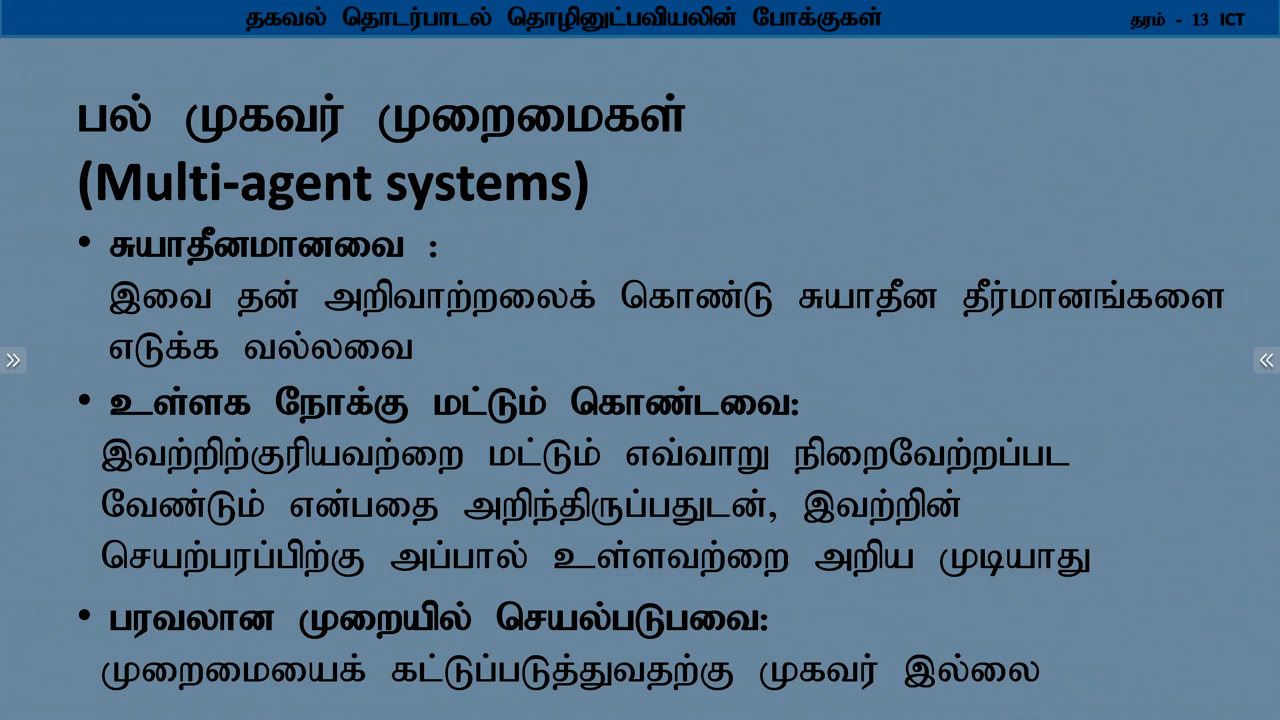 தகவல் தொடர்பாடல் தொழினுட்பவியலின் போக்குகள்
தரம் - 13 ICT
பல் முகவர் முறைமைகள்
(Multi-agent systems)
• சுயாதீனமானவை :
இவை தன் அறிவாற்றலைக் கொண்டு சுயாதீன தீர்மானங்களை
எடுக்க வல்லவை
• உள்ளக நோக்கு மட்டும் கொண்டவை:
இவற்றிற்குரியவற்றை மட்டும் எவ்வாறு நிறைவேற்றப்பட
வேண்டும் என்பதை அறிந்திருப்பதுடன், இவற்றின்
செயற்பரப்பிற்கு அப்பால் உள்ளவற்றை அறிய முடியாது
• பரவலான முறையில் செயல்படுபவை:
முறைமையைக் கட்டுப்படுத்துவதற்கு முகவர் இல்லை